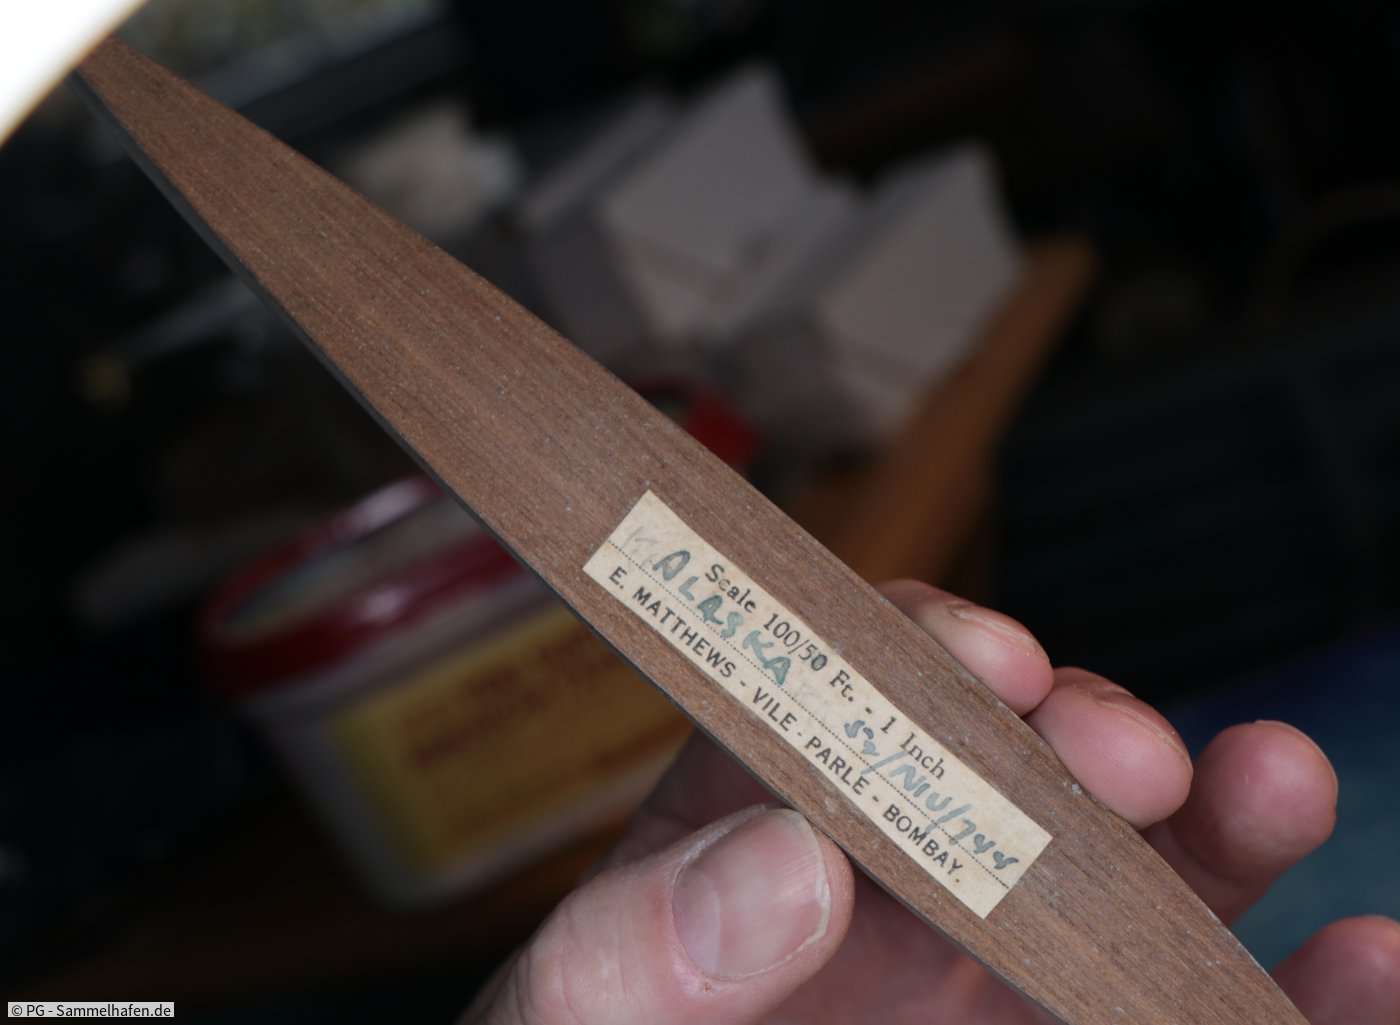 Scale 100/50 Ft. - 1 Inch
ALASKA
E. MATTHEWS - VILE - PARLE - BOMBAY.
© PG - Sammelhafen.de